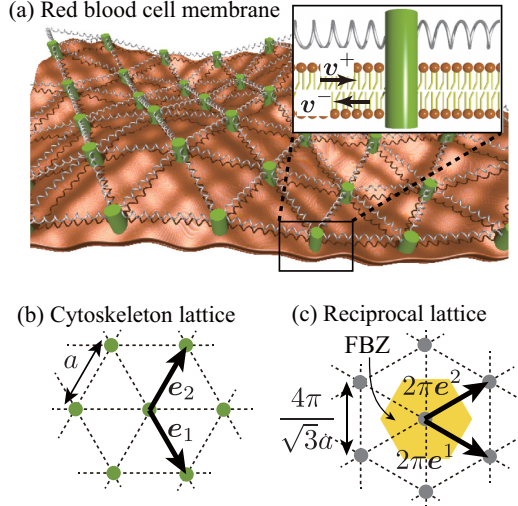 (a) Red blood cell membrane
v⁺
v⁻
(b) Cytoskeleton lattice
a
e₂
e₁
(c) Reciprocal lattice
FBZ
4π
√3a
2πe²
2πe¹